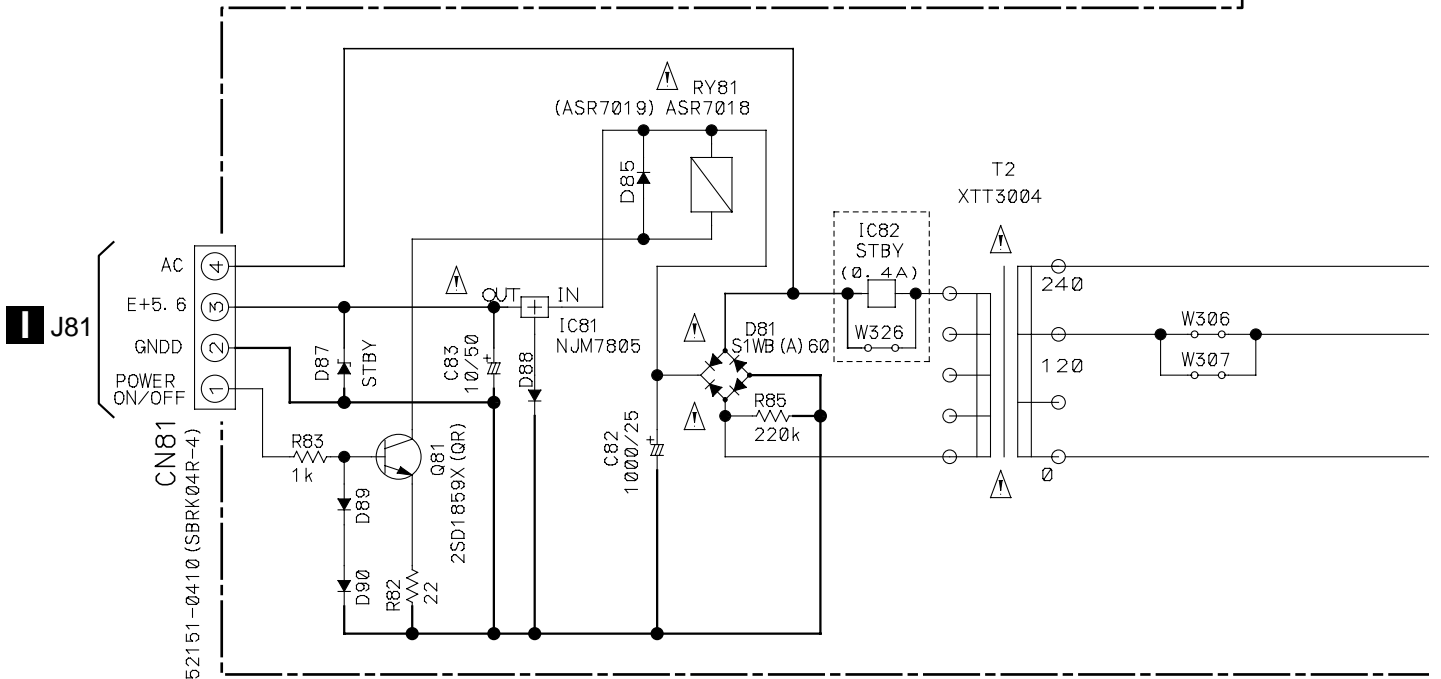 RY81
(ASR7019) ASR7018
D85
T2
XTT3004
IC82
STBY
(0.4A)
W326
AC
4
E+5.6
3
GNDD
2
POWER
ON/OFF
1
I J81
CN81
52151-0410(SBRK04R-4)
OUT
IN
IC81
NJM7805
D87
STBY
C83
10/50
+
D88
D81
S1WB(A)60
R85
220k
C82
1000/25
+
R83
1k
Q81
2SD1859X(QR)
D89
D90
R82
22
240
120
0
W306
W307